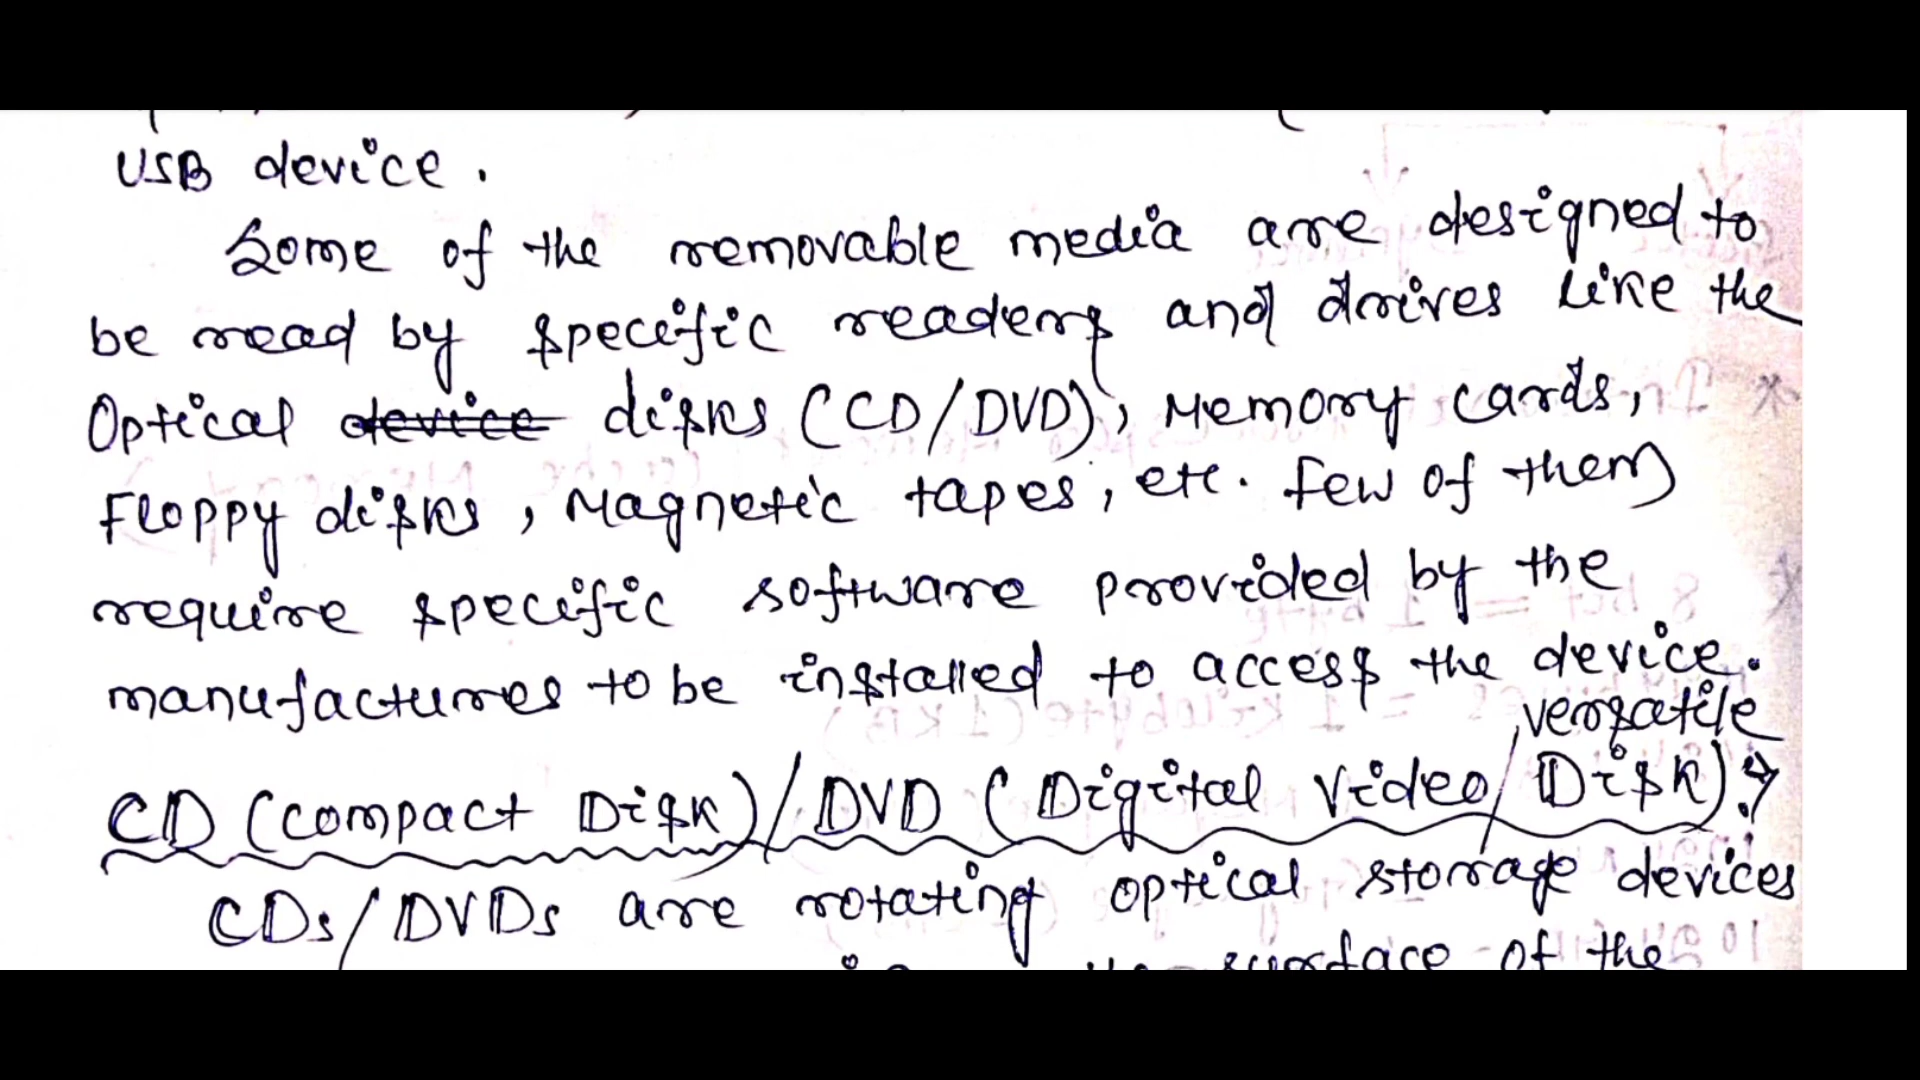 USB device.
Some of the removable media are designed to
be read by specific readers and drives like the
Optical device disks (CD/DVD), Memory cards,
Floppy disks, Magnetic tapes, etc. Few of them
require specific software provided by the
manufactures to be installed to access the device.
versatile
CD (Compact Disk)/DVD (Digital Video/Disk):→
CDs/DVDs are rotating optical storage devices
surface of the